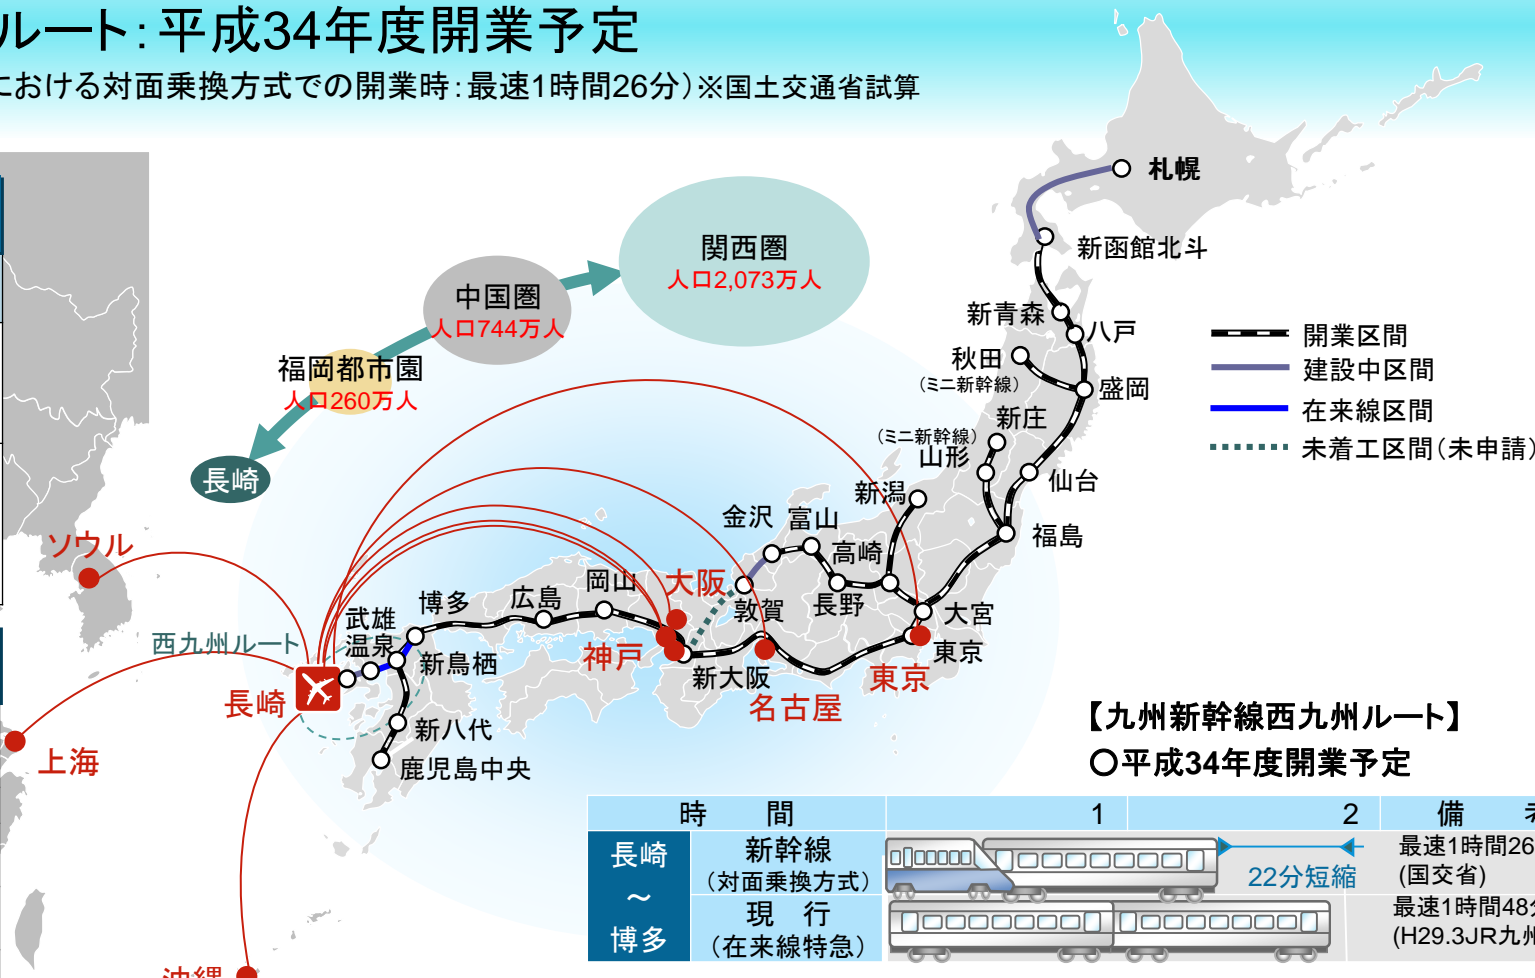 ルート：平成34年度開業予定
における対面乗換方式での開業時：最速1時間26分）※国土交通省試算
関西圏
人口2,073万人
中国圏
人口744万人
福岡都市圏
人口260万人
長崎
札幌
新函館北斗
新青森
八戸
秋田
（ミニ新幹線）
盛岡
新庄
（ミニ新幹線）
山形
仙台
新潟
福島
開業区間
建設中区間
在来線区間
未着工区間（未申請）
金沢
富山
高崎
長野
敦賀
大宮
東京
東京
ソウル
西九州ルート
武雄
温泉
博多
広島
岡山
大阪
神戸
新大阪
名古屋
新鳥栖
長崎
新八代
鹿児島中央
上海
沖縄
【九州新幹線西九州ルート】
○平成34年度開業予定
時　間
1
2
備　考
長崎
～
博多
新幹線
（対面乗換方式）
22分短縮
最速1時間26
(国交省)
現　行
（在来線特急）
最速1時間48分
(H29.3JR九州